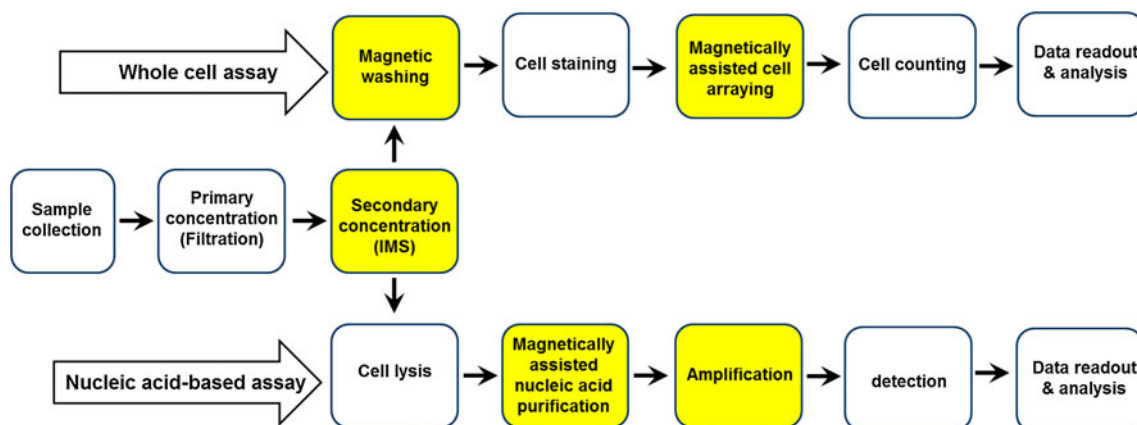 Whole cell assay
Magnetic
washing
Cell staining
Magnetically
assisted cell
arraying
Cell counting
Data readout
& analysis
Sample
collection
Primary
concentration
(Filtration)
Secondary
concentration
(IMS)
Nucleic acid-based assay
Cell lysis
Magnetically
assisted
nucleic acid
purification
Amplification
detection
Data readout
& analysis